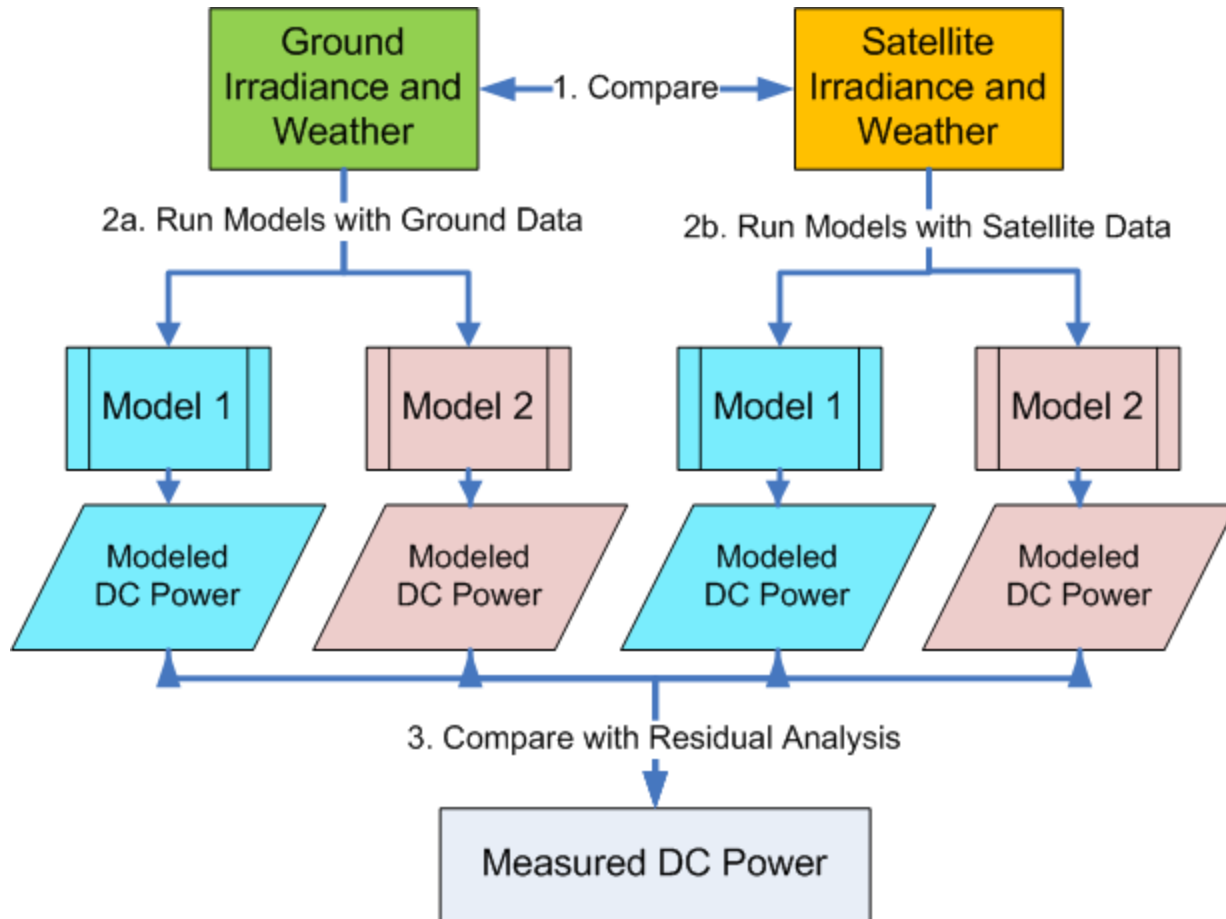 Ground
Irradiance and
Weather
1. Compare
Satellite
Irradiance and
Weather
2a. Run Models with Ground Data
2b. Run Models with Satellite Data
Model 1
Model 2
Model 1
Model 2
Modeled
DC Power
Modeled
DC Power
Modeled
DC Power
Modeled
DC Power
3. Compare with Residual Analysis
Measured DC Power